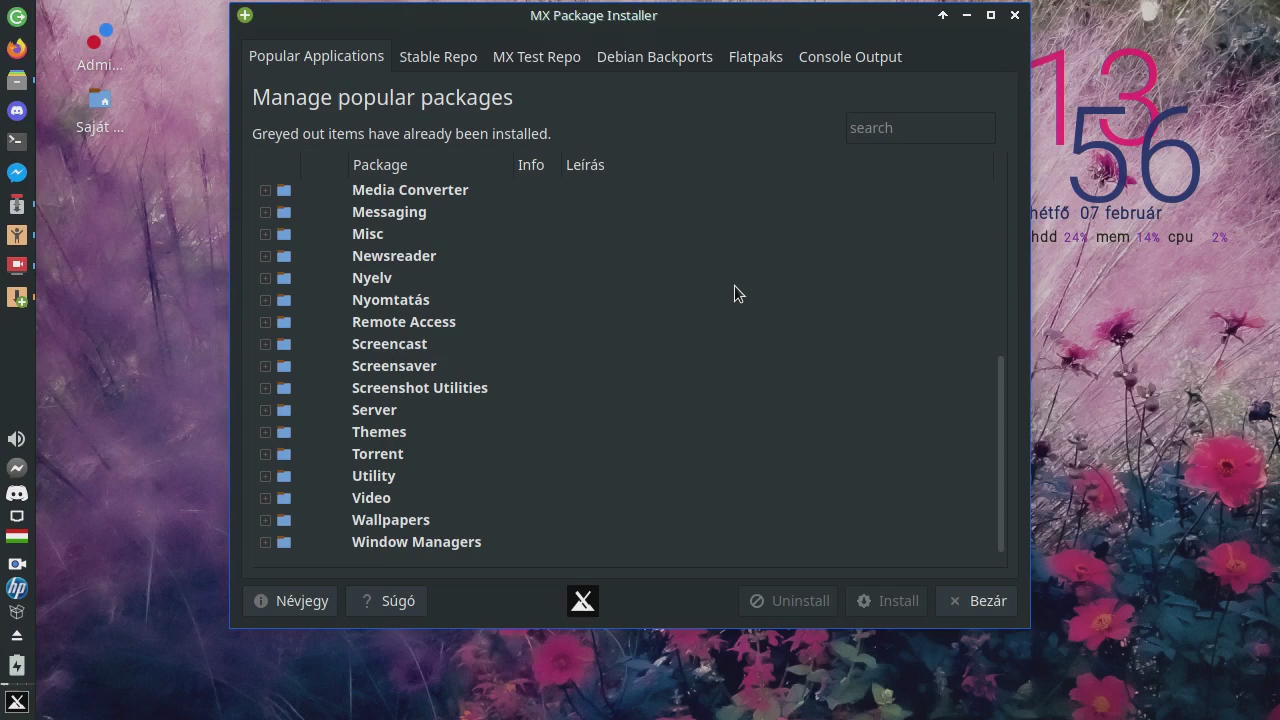 MX Package Installer
Admi...
Saját ...
Popular Applications Stable Repo MX Test Repo Debian Backports Flatpaks Console Output
Manage popular packages
Greyed out items have already been installed.
search
Package Info Leírás
Media Converter
Messaging
Misc
Newsreader
Nyelv
Nyomtatás
Remote Access
Screencast
Screensaver
Screenshot Utilities
Server
Themes
Torrent
Utility
Video
Wallpapers
Window Managers
Névjegy Súgó Uninstall Install Bezár
13
56
hétfő 07 február
hdd 24% mem 14% cpu 2%
hp